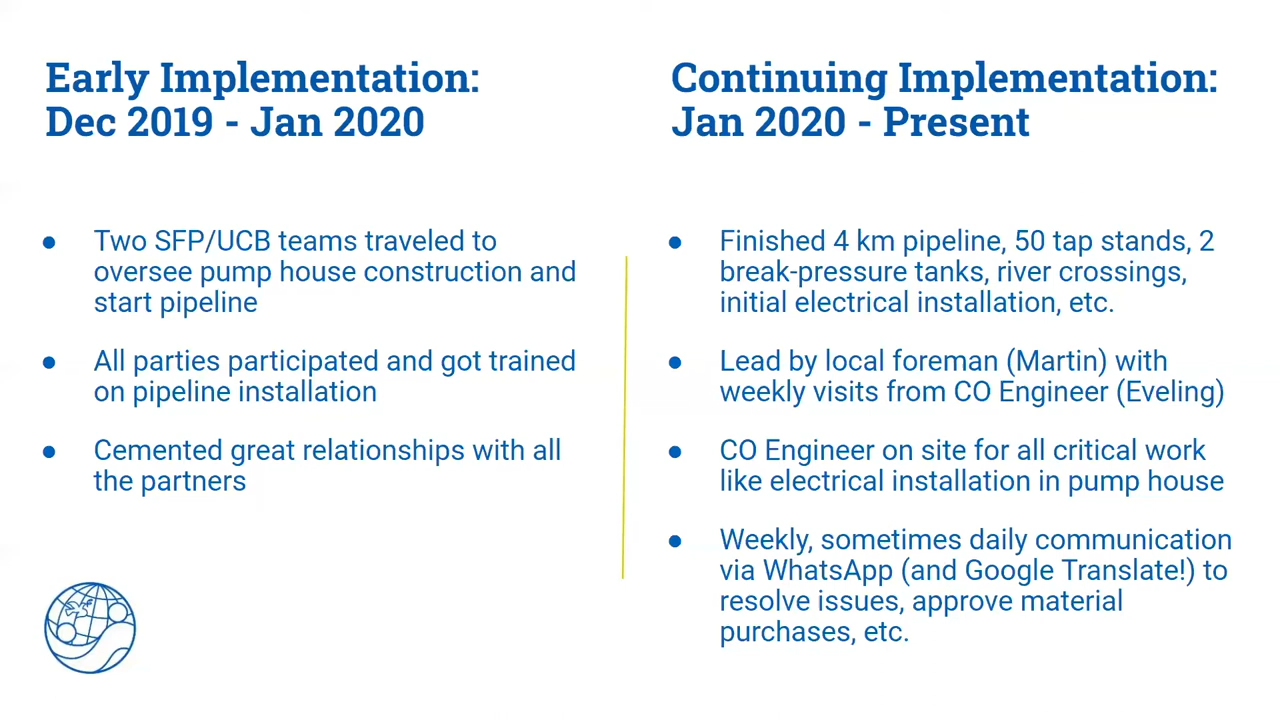 Early Implementation:
Dec 2019 - Jan 2020
● Two SFP/UCB teams traveled to
oversee pump house construction and
start pipeline
● All parties participated and got trained
on pipeline installation
● Cemented great relationships with all
the partners
Continuing Implementation:
Jan 2020 - Present
● Finished 4 km pipeline, 50 tap stands, 2
break-pressure tanks, river crossings,
initial electrical installation, etc.
● Lead by local foreman (Martin) with
weekly visits from CO Engineer (Eveling)
● CO Engineer on site for all critical work
like electrical installation in pump house
● Weekly, sometimes daily communication
via WhatsApp (and Google Translate!) to
resolve issues, approve material
purchases, etc.